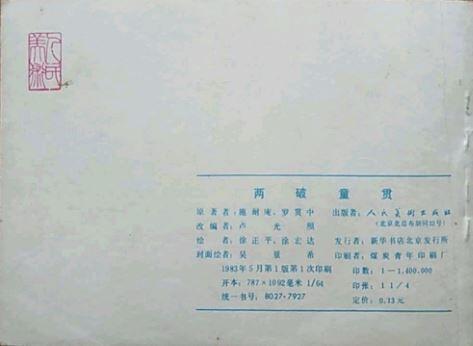 人民
美术
两破童贯
原著者：施耐庵、罗贯中 出版者：人民美术出版社
(北京北总布胡同32号)
改编者：卢光照
绘者：徐正平、徐宏达 发行者：新华书店北京发行所
封面绘者：吴景希 印刷者：煤炭青年印刷厂
1983年5月第1版第1次印刷 印数：1—1,400,000
开本：787×1092毫米 1/64 印张：1 1/4
统一书号：8027·7927 定价：0.13元